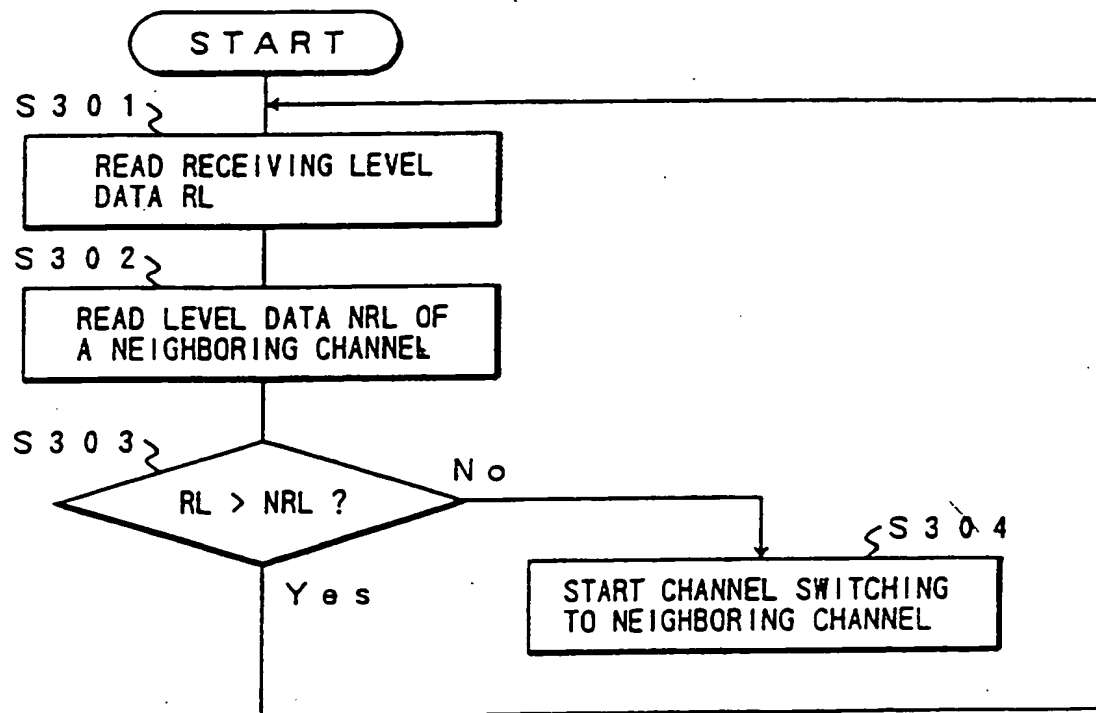 START
S301
READ RECEIVING LEVEL
DATA RL
S302
READ LEVEL DATA NRL OF
A NEIGHBORING CHANNEL
S303
RL > NRL ?
No
Yes
S304
START CHANNEL SWITCHING
TO NEIGHBORING CHANNEL